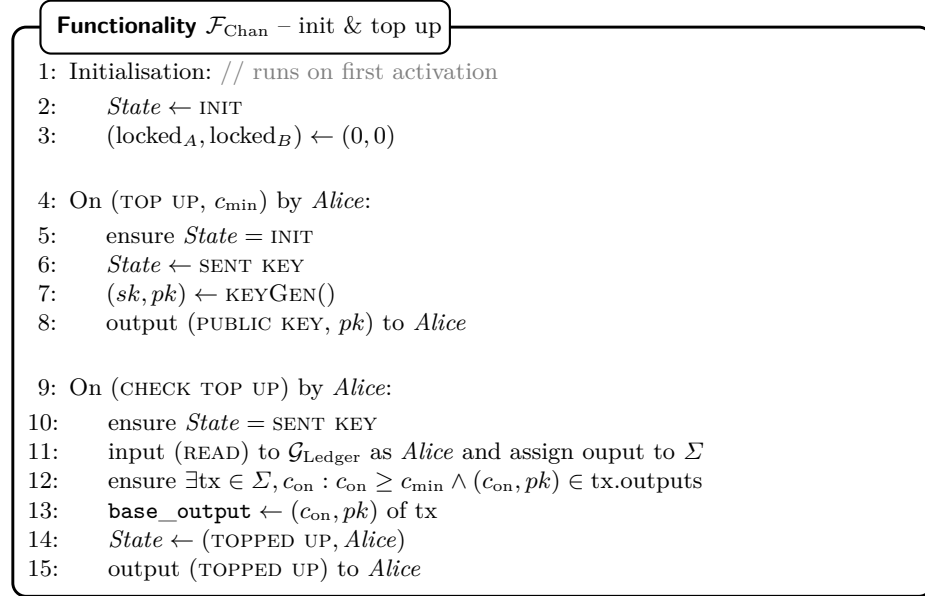 Functionality 𝓕Chan – init & top up
1: Initialisation: // runs on first activation
2: State ← INIT
3: (locked_A, locked_B) ← (0, 0)
4: On (TOP UP, c_min) by Alice:
5: ensure State = INIT
6: State ← SENT KEY
7: (sk, pk) ← KEYGEN()
8: output (PUBLIC KEY, pk) to Alice
9: On (CHECK TOP UP) by Alice:
10: ensure State = SENT KEY
11: input (READ) to 𝒢Ledger as Alice and assign ouput to Σ
12: ensure ∃tx ∈ Σ, c_on : c_on ≥ c_min ∧ (c_on, pk) ∈ tx.outputs
13: base_output ← (c_on, pk) of tx
14: State ← (TOPPED UP, Alice)
15: output (TOPPED UP) to Alice